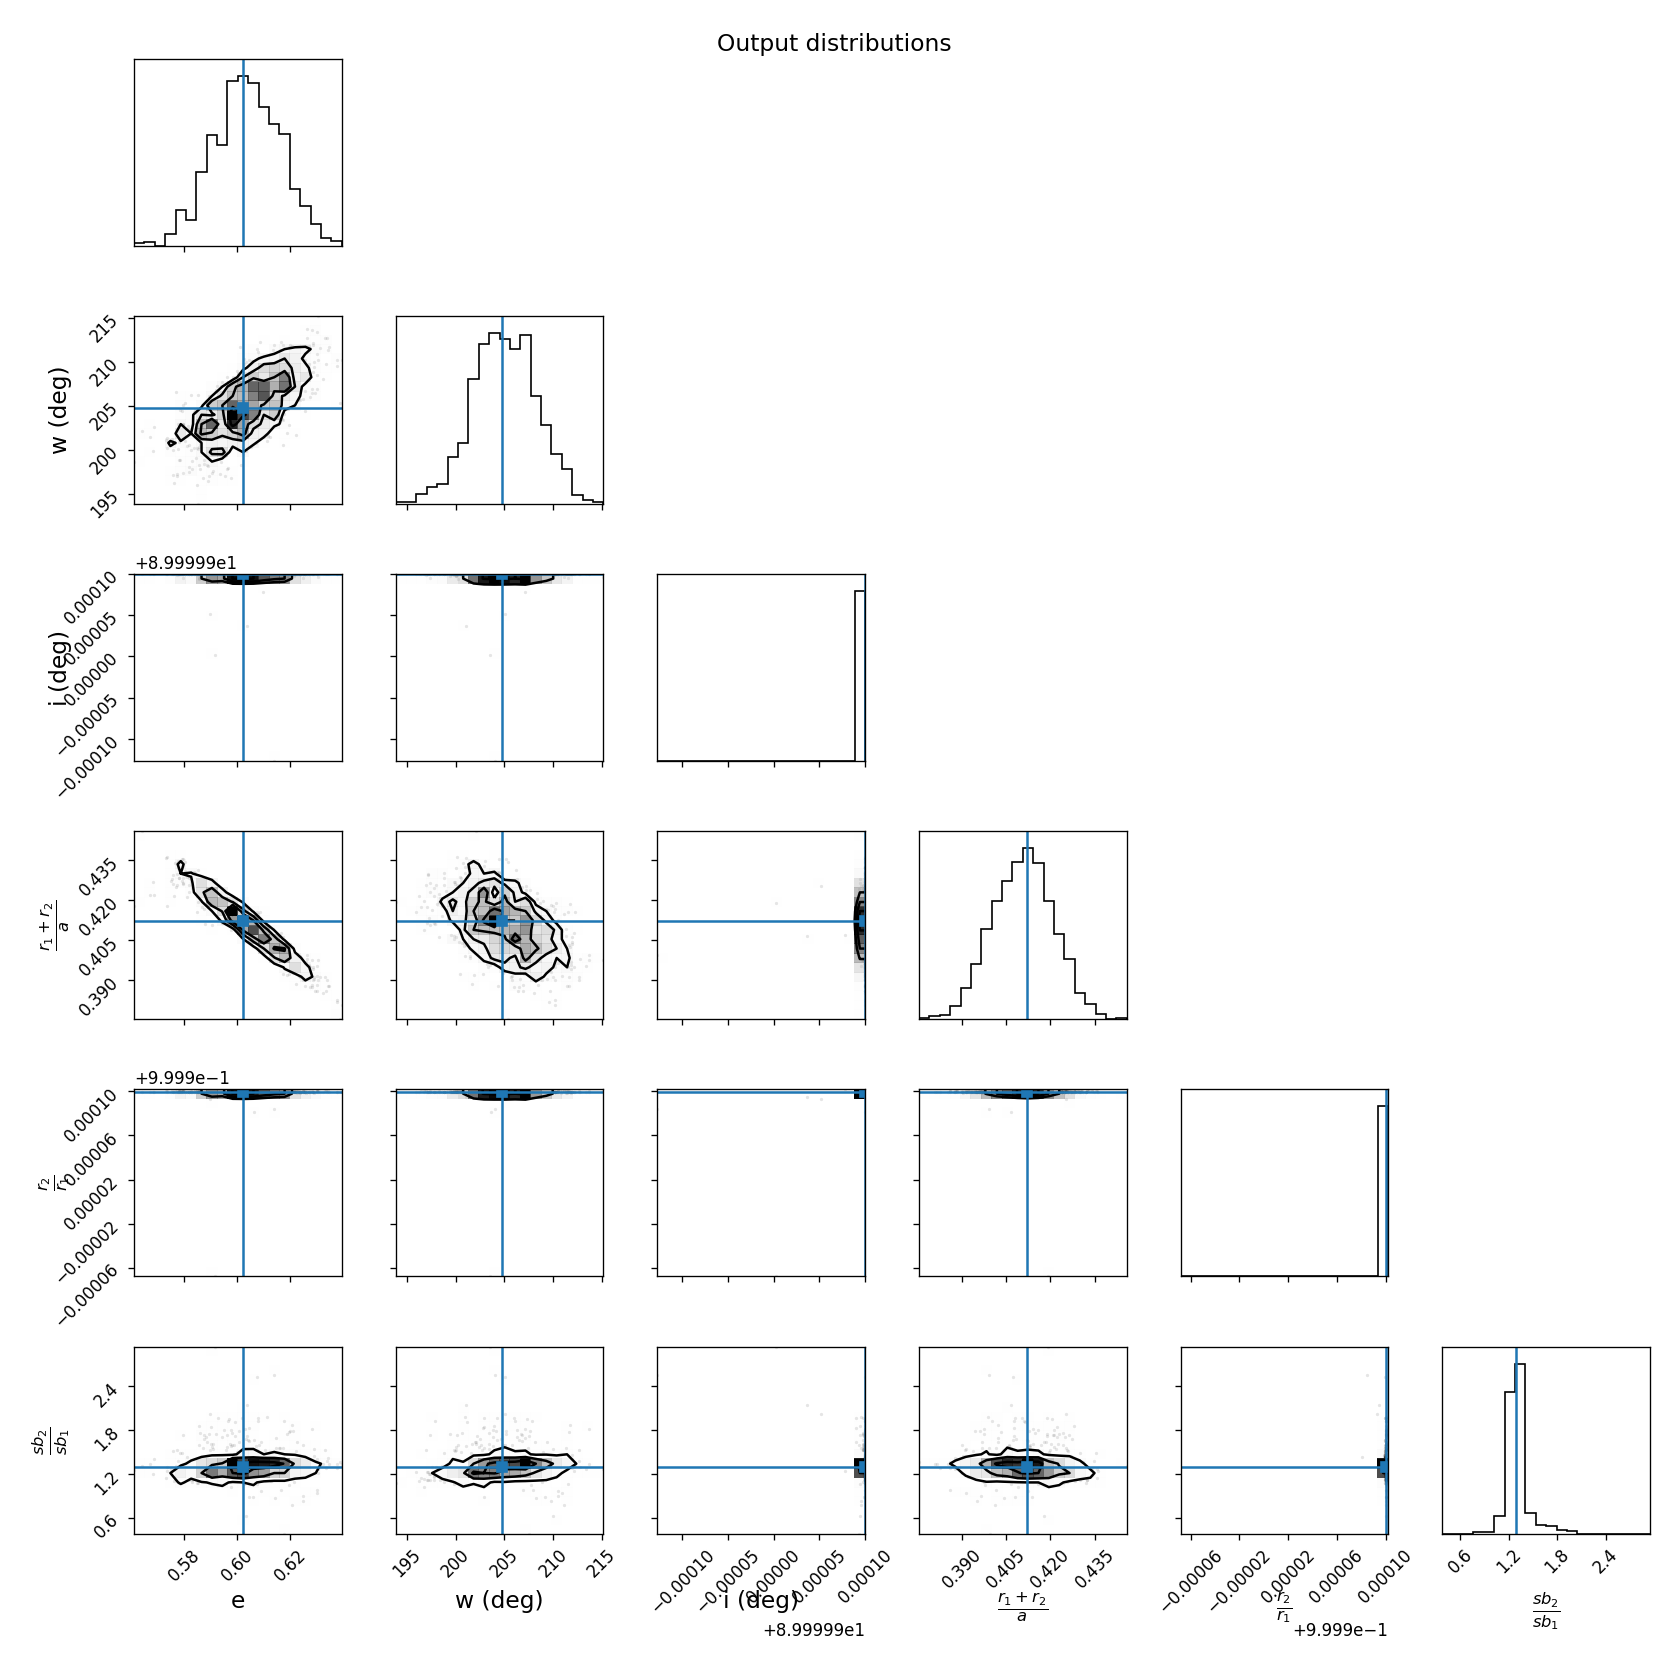 Output distributions
215
210
205
200
195
w (deg)
+8.99999e1
0.00010
0.00005
0.00000
−0.00005
−0.00010
i (deg)
0.435
0.420
0.405
0.390
r₁ + r₂
a
+9.999e−1
0.00010
0.00006
0.00002
−0.00002
−0.00006
r₂
r₁
2.4
1.8
1.2
0.6
sb₂
sb₁
0.58 0.60 0.62
e
195 200 205 210 215
w (deg)
−0.00010 −0.00005 0.00000 0.00005 0.00010
i (deg)
+8.99999e1
0.390 0.405 0.420 0.435
r₁ + r₂
a
−0.00006 −0.00002 0.00002 0.00006 0.00010
r₂
r₁
+9.999e−1
0.6 1.2 1.8 2.4
sb₂
sb₁